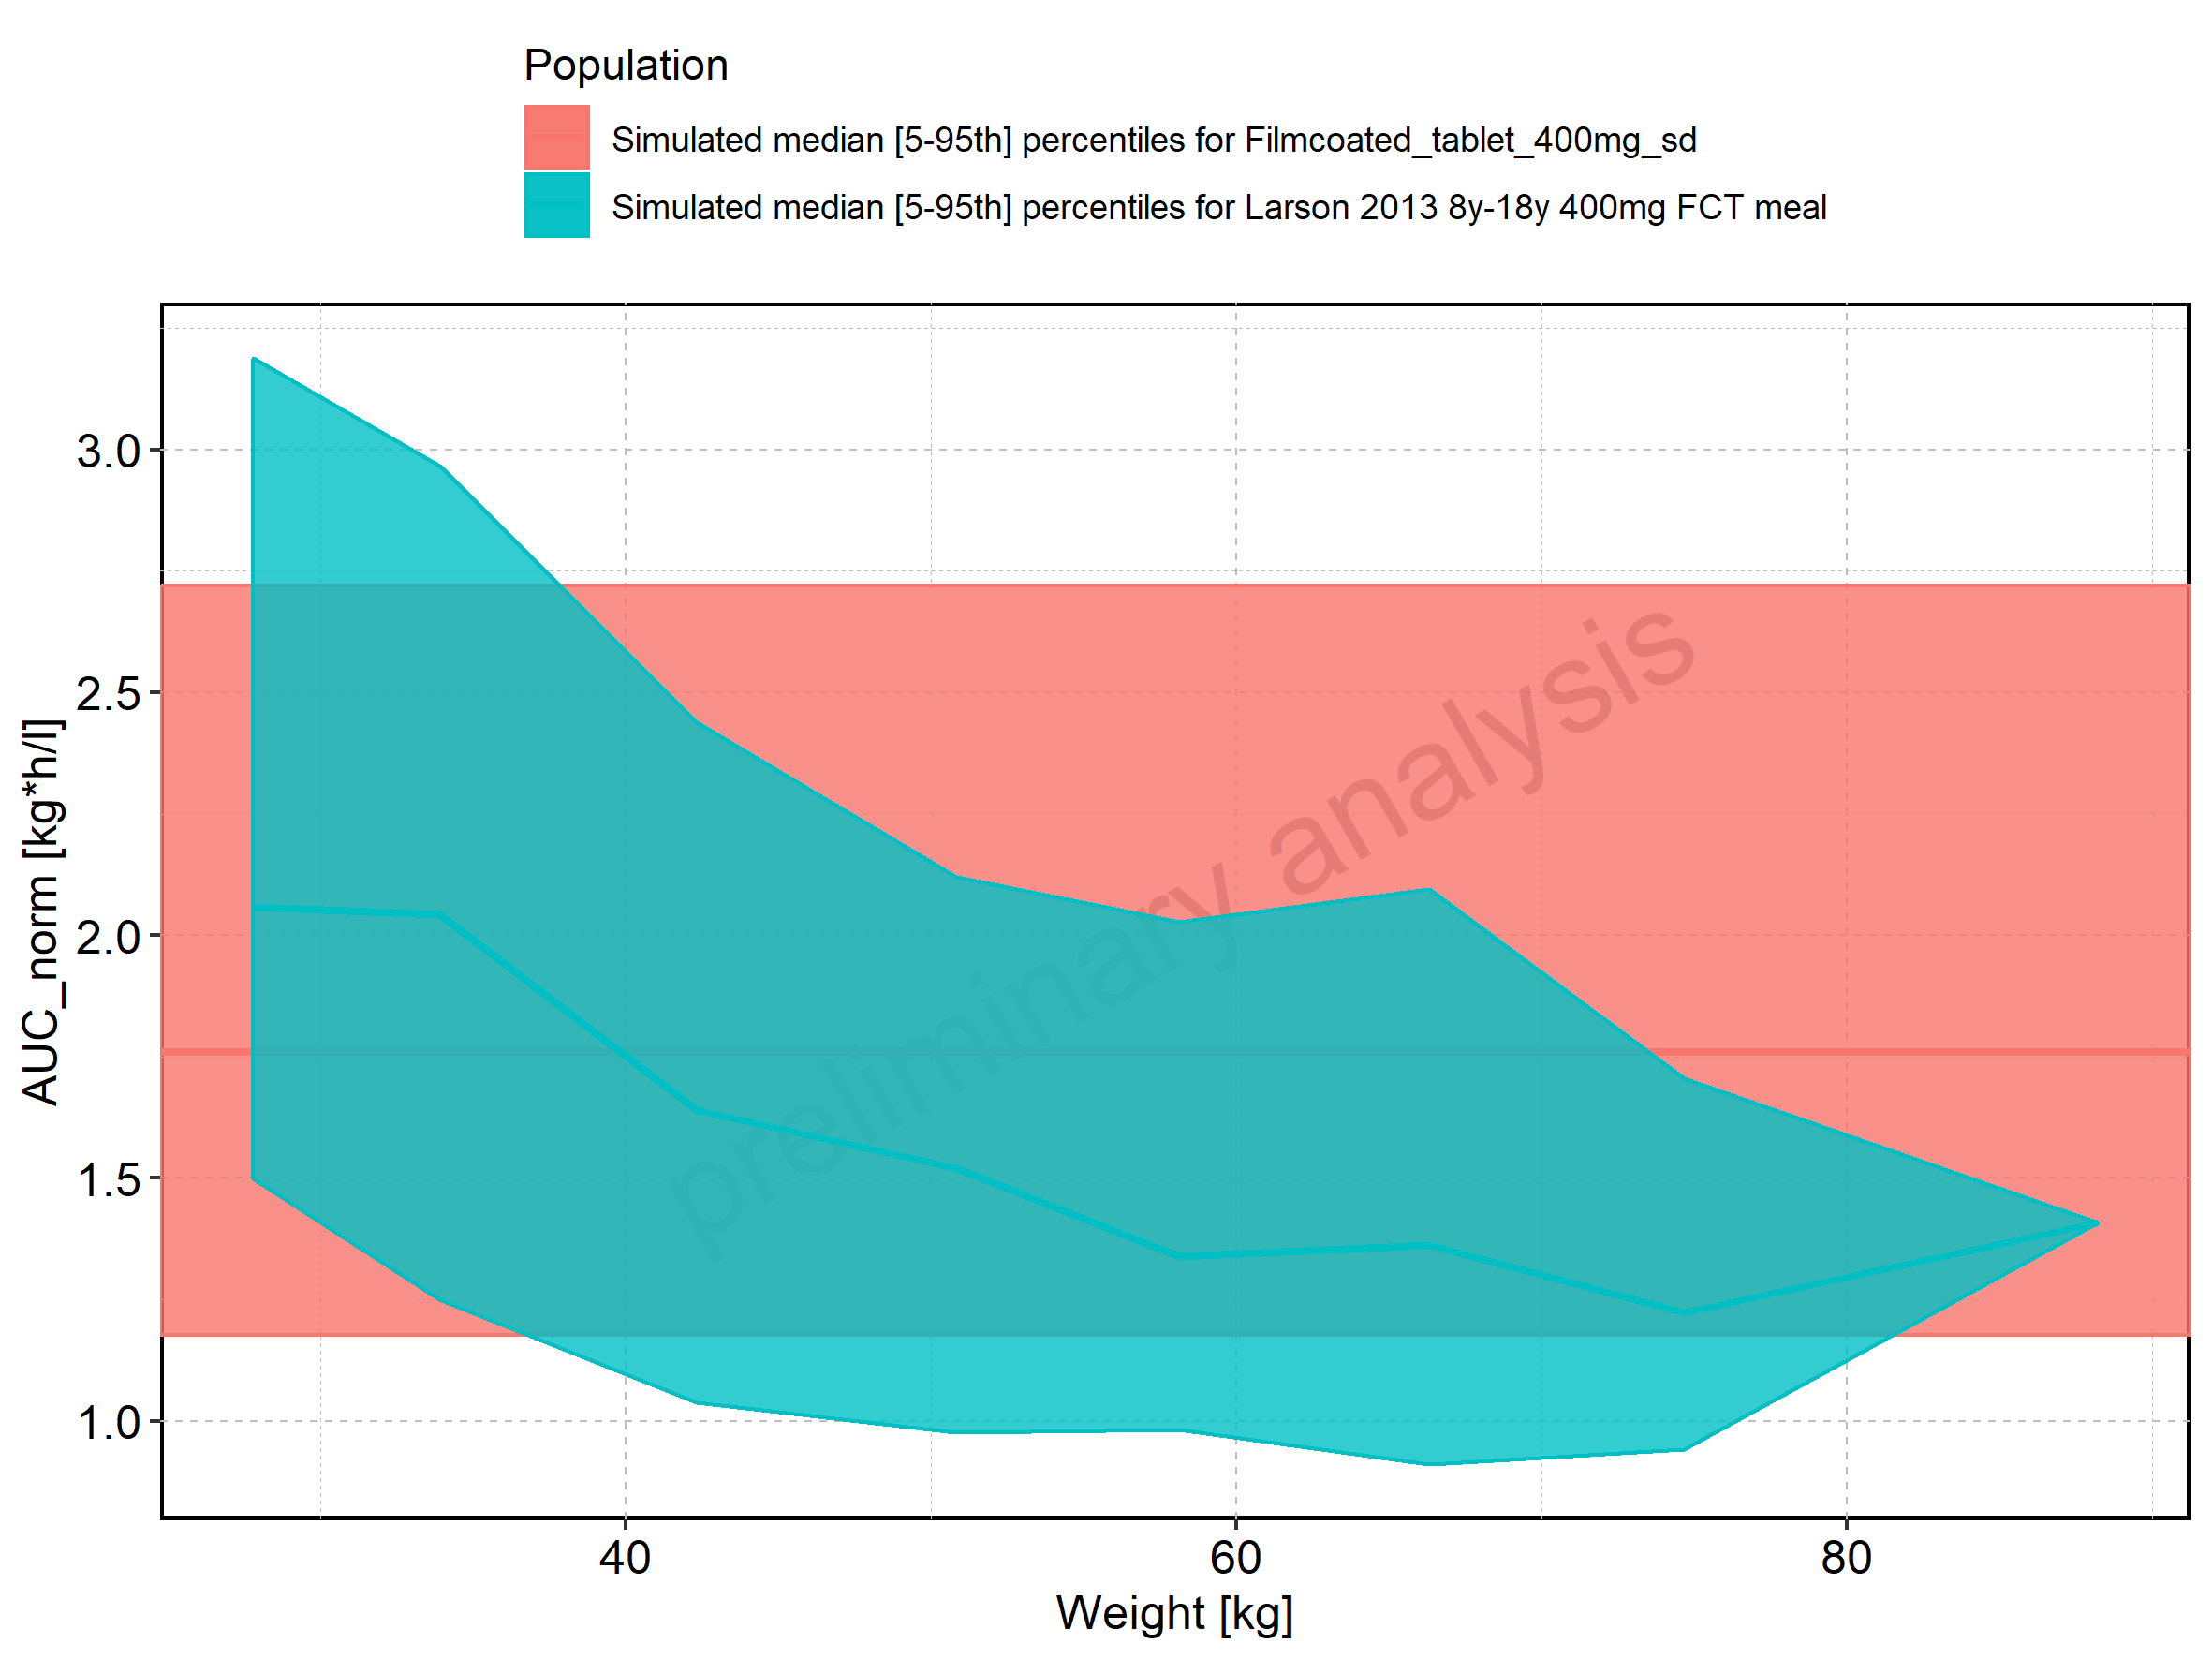 Population
Simulated median [5-95th] percentiles for Filmcoated_tablet_400mg_sd
Simulated median [5-95th] percentiles for Larson 2013 8y-18y 400mg FCT meal
AUC_norm [kg*h/l]
3.0
2.5
2.0
1.5
1.0
preliminary analysis
40
60
80
Weight [kg]